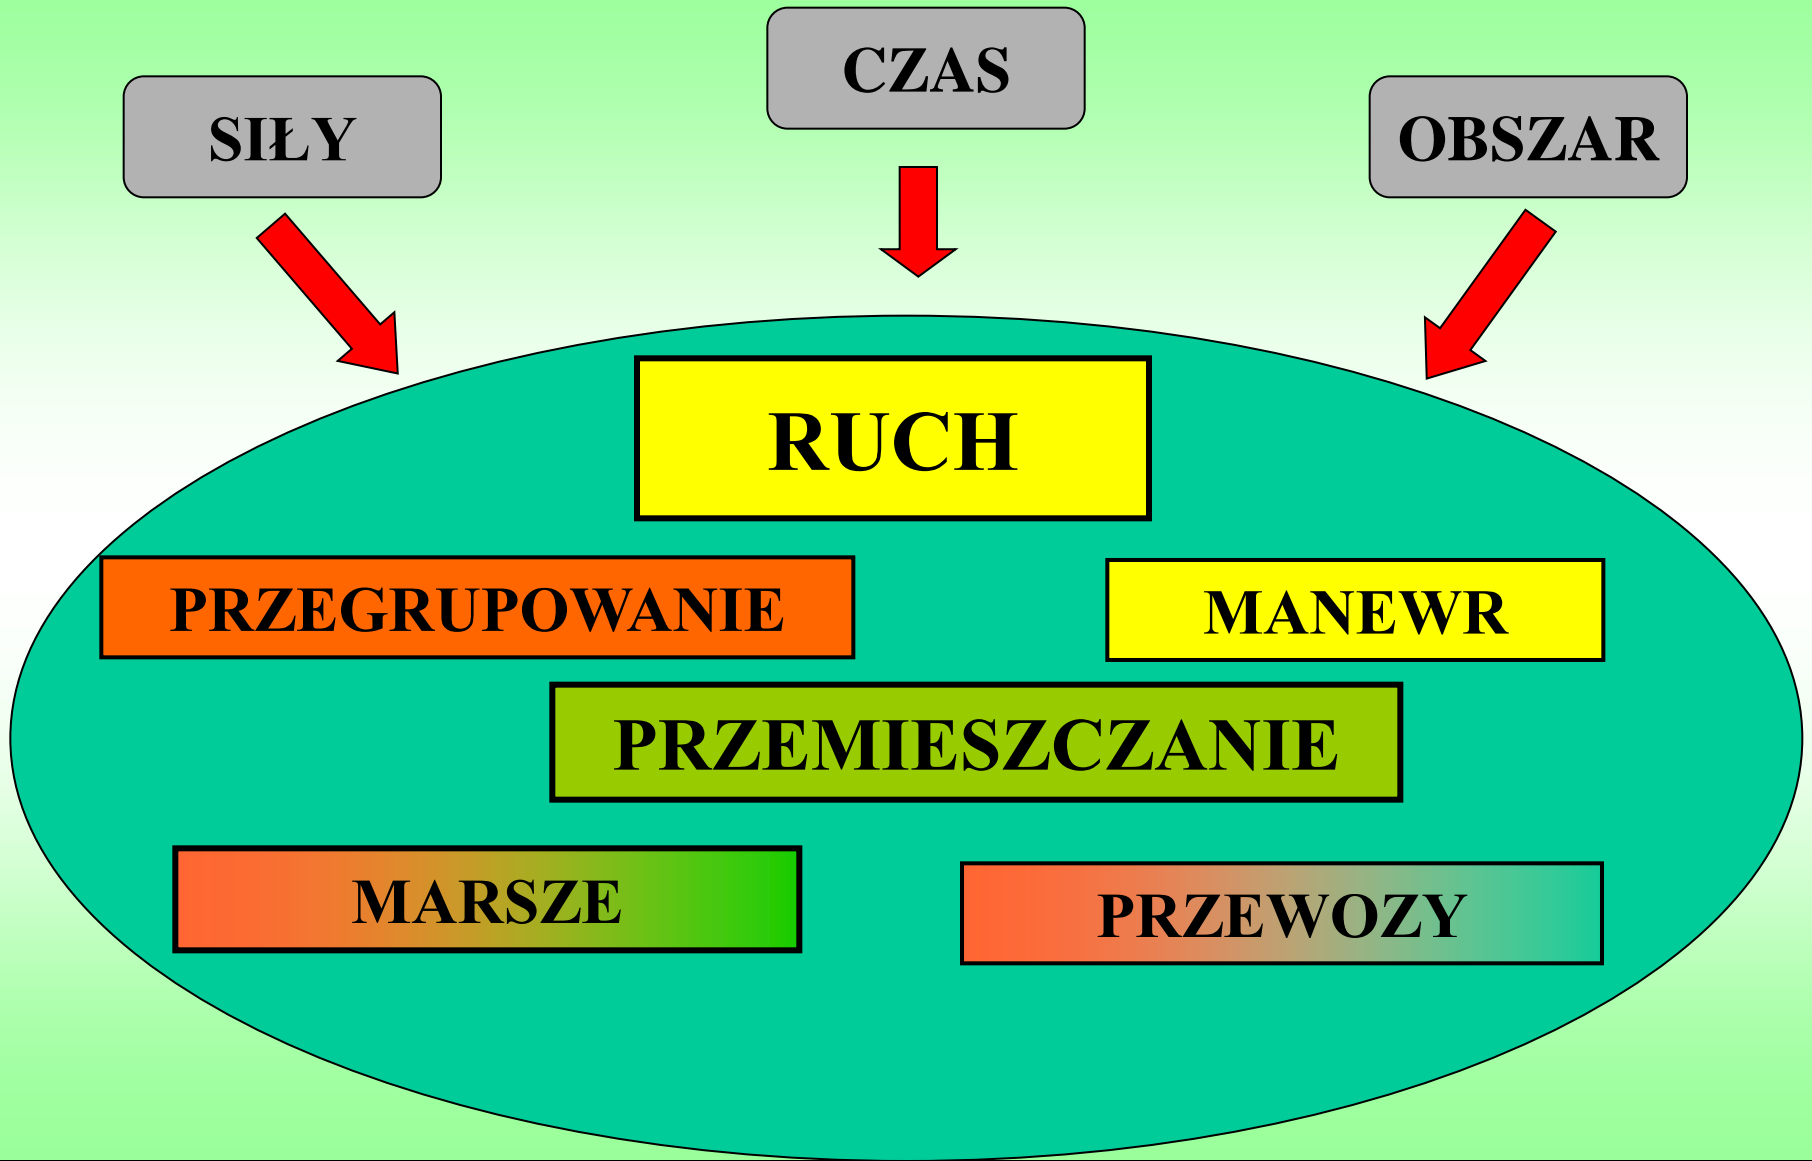 CZAS
SIŁY
OBSZAR
RUCH
PRZEGRUPOWANIE
MANEWR
PRZEMIESZCZANIE
MARSZE
PRZEWOZY